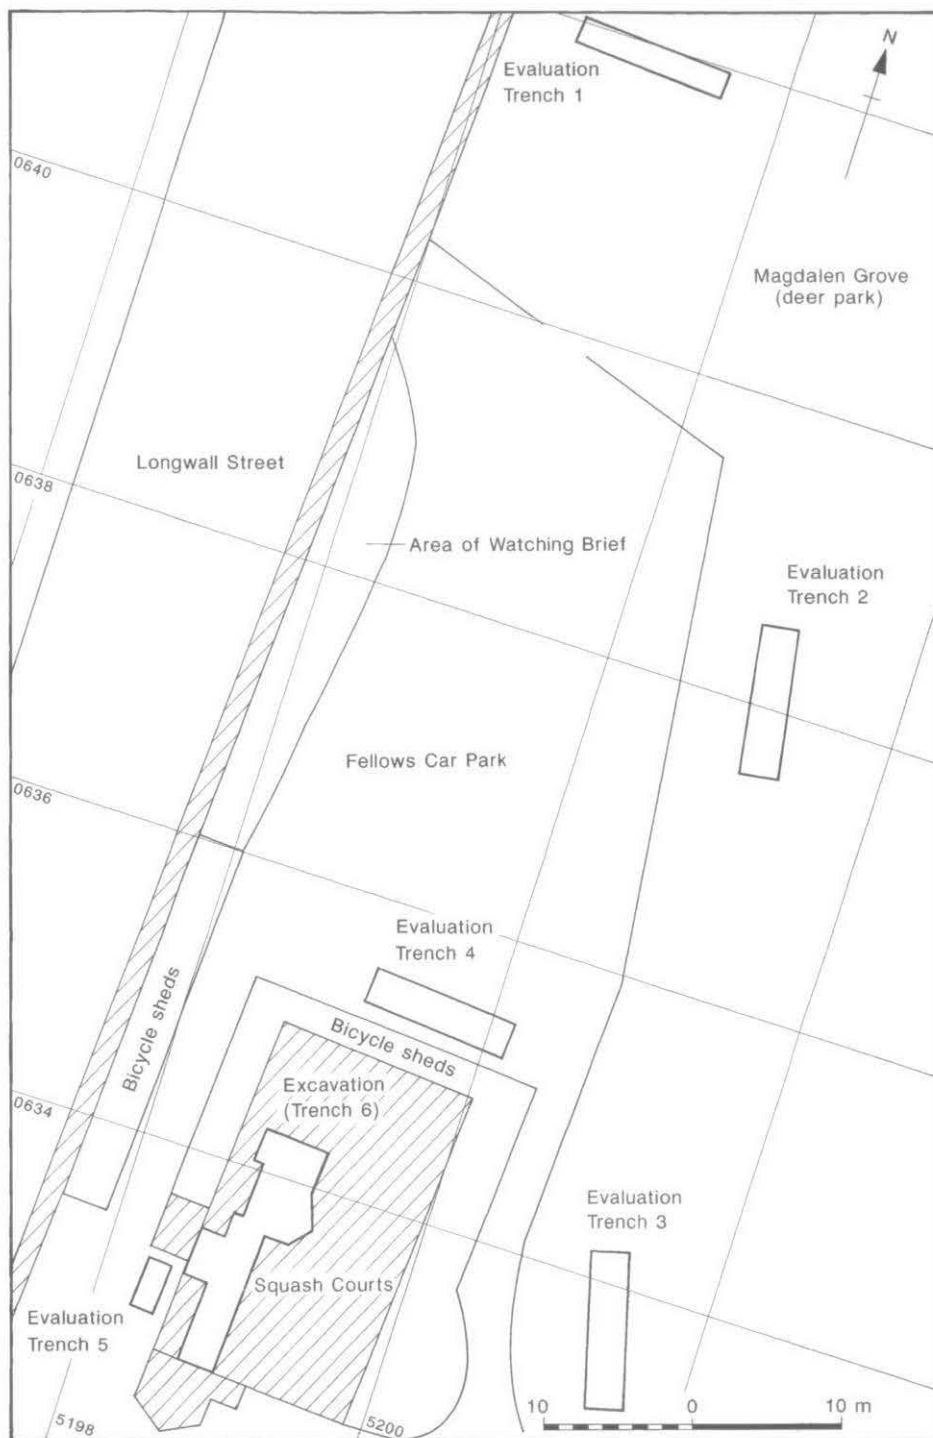 N
Evaluation
Trench 1
0640
Magdalen Grove
(deer park)
Longwall Street
0638
Area of Watching Brief
Evaluation
Trench 2
Fellows Car Park
0636
Evaluation
Trench 4
Bicycle sheds
Bicycle sheds
Excavation
(Trench 6)
0634
Evaluation
Trench 3
Squash Courts
Evaluation
Trench 5
10 0 10 m
5198
5200